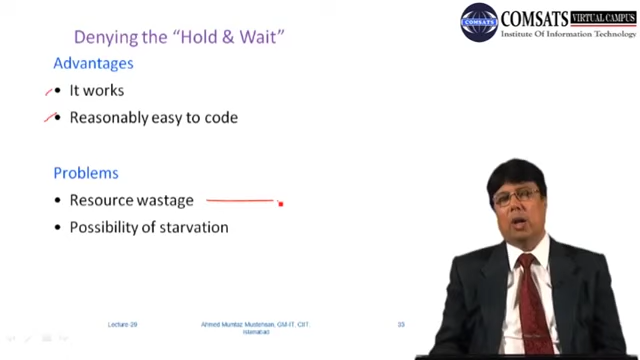 COMSATS VIRTUAL CAMPUS
Institute Of Information Technology
Denying the “Hold & Wait”
Advantages
• It works
• Reasonably easy to code
Problems
• Resource wastage
• Possibility of starvation
Lecture-29
Ahmed Mumtaz Mustehsan, GM-IT, CIIT,
Islamabad
33